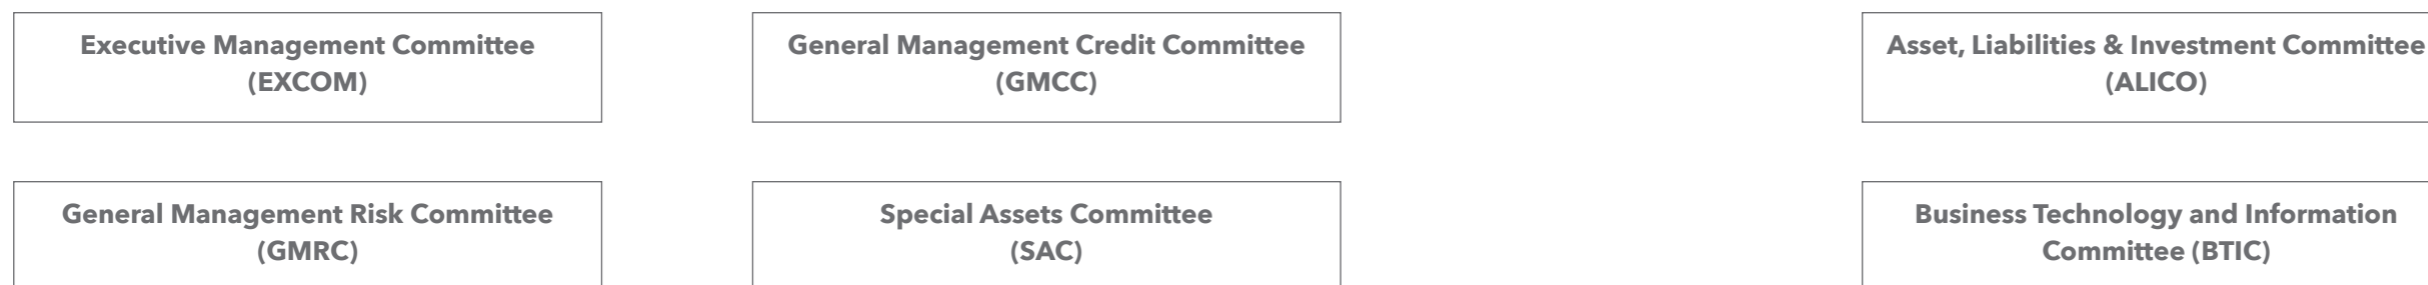 Executive Management Committee
(EXCOM)
General Management Credit Committee
(GMCC)
Asset, Liabilities & Investment Committee
(ALICO)
General Management Risk Committee
(GMRC)
Special Assets Committee
(SAC)
Business Technology and Information
Committee (BTIC)